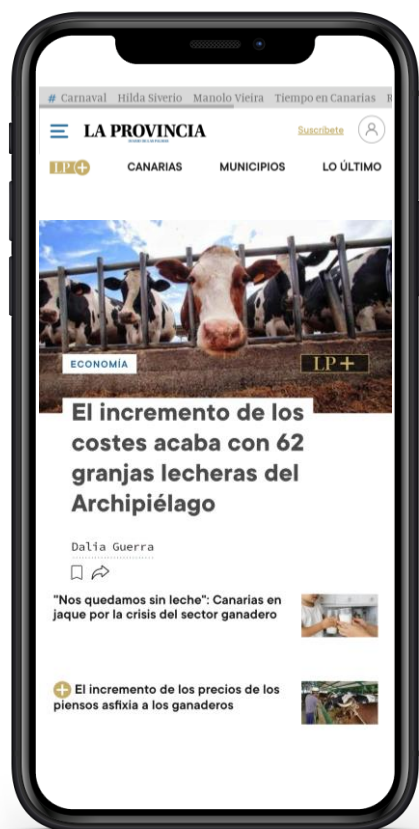 # Carnaval Hilda Siverio Manolo Vieira Tiempo en Canarias R
LA PROVINCIA
Suscríbete
LP+ CANARIAS MUNICIPIOS LO ÚLTIMO
ECONOMÍA
LP+
El incremento de los
costes acaba con 62
granjas lecheras del
Archipiélago
Dalia Guerra
"Nos quedamos sin leche": Canarias en
jaque por la crisis del sector ganadero
El incremento de los precios de los
piensos asfixia a los ganaderos